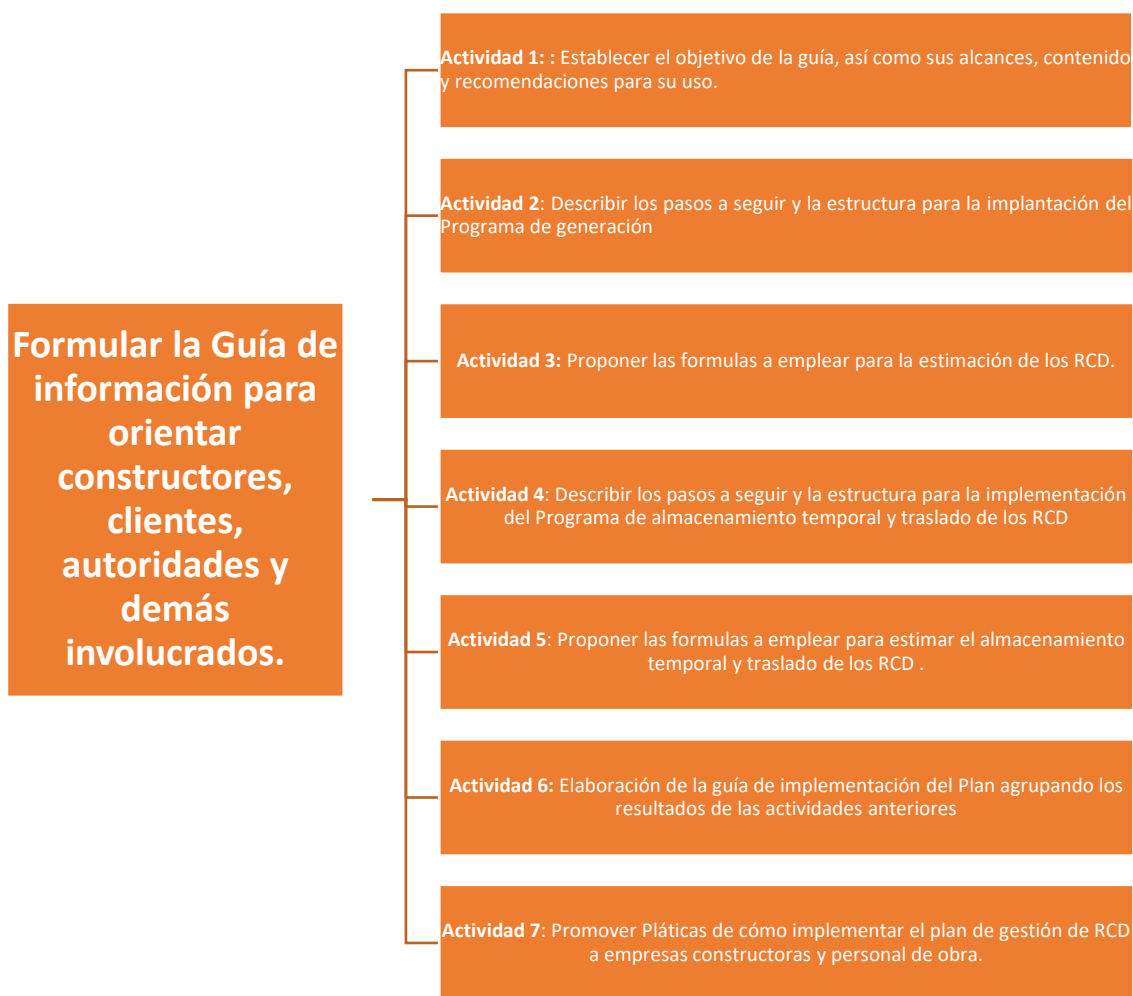 Formular la Guía de
información para
orientar
constructores,
clientes,
autoridades y
demás
involucrados.
Actividad 1: : Establecer el objetivo de la guía, así como sus alcances, contenido
y recomendaciones para su uso.
Actividad 2: Describir los pasos a seguir y la estructura para la implantación del
Programa de generación
Actividad 3: Proponer las formulas a emplear para la estimación de los RCD.
Actividad 4: Describir los pasos a seguir y la estructura para la implementación
del Programa de almacenamiento temporal y traslado de los RCD
Actividad 5: Proponer las formulas a emplear para estimar el almacenamiento
temporal y traslado de los RCD .
Actividad 6: Elaboración de la guía de implementación del Plan agrupando los
resultados de las actividades anteriores
Actividad 7: Promover Pláticas de cómo implementar el plan de gestión de RCD
a empresas constructoras y personal de obra.